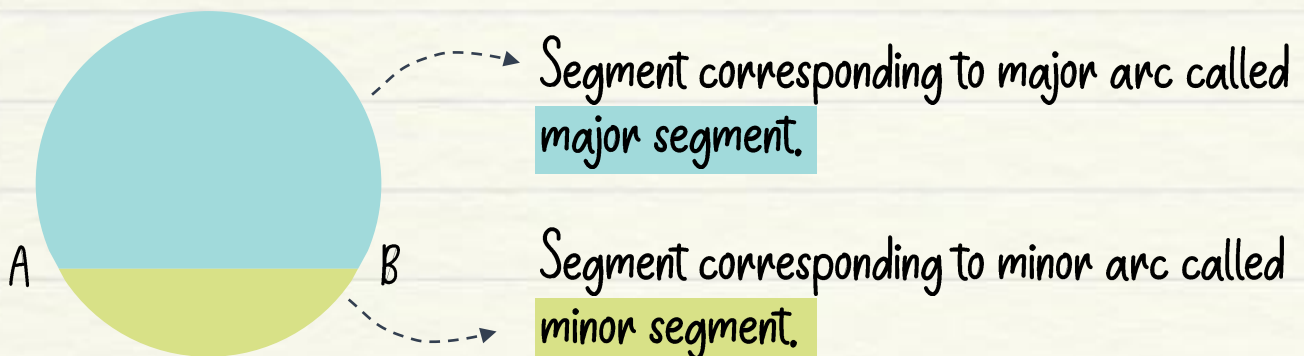 Segment corresponding to major arc called
major segment.
A
B
Segment corresponding to minor arc called
minor segment.